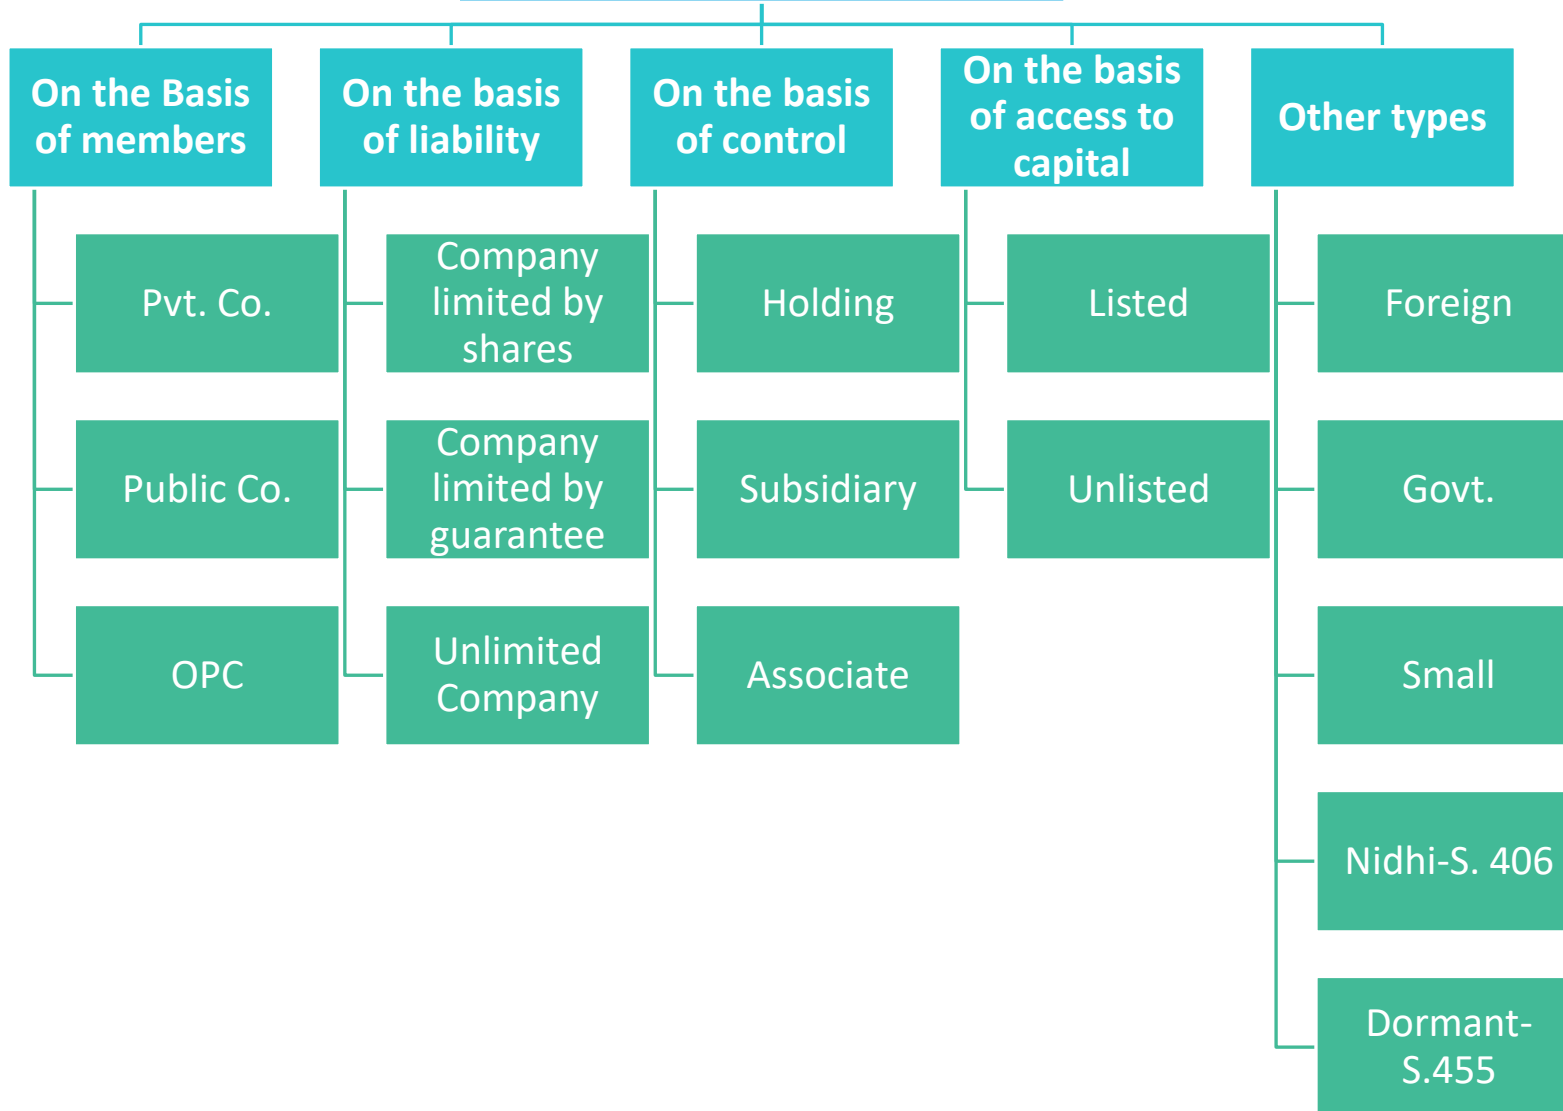 On the Basis
of members
Pvt. Co.
Public Co.
OPC
On the basis
of liability
Company
limited by
shares
Company
limited by
guarantee
Unlimited
Company
On the basis
of control
Holding
Subsidiary
Associate
On the basis
of access to
capital
Listed
Unlisted
Other types
Foreign
Govt.
Small
Nidhi-S. 406
Dormant-
S.455